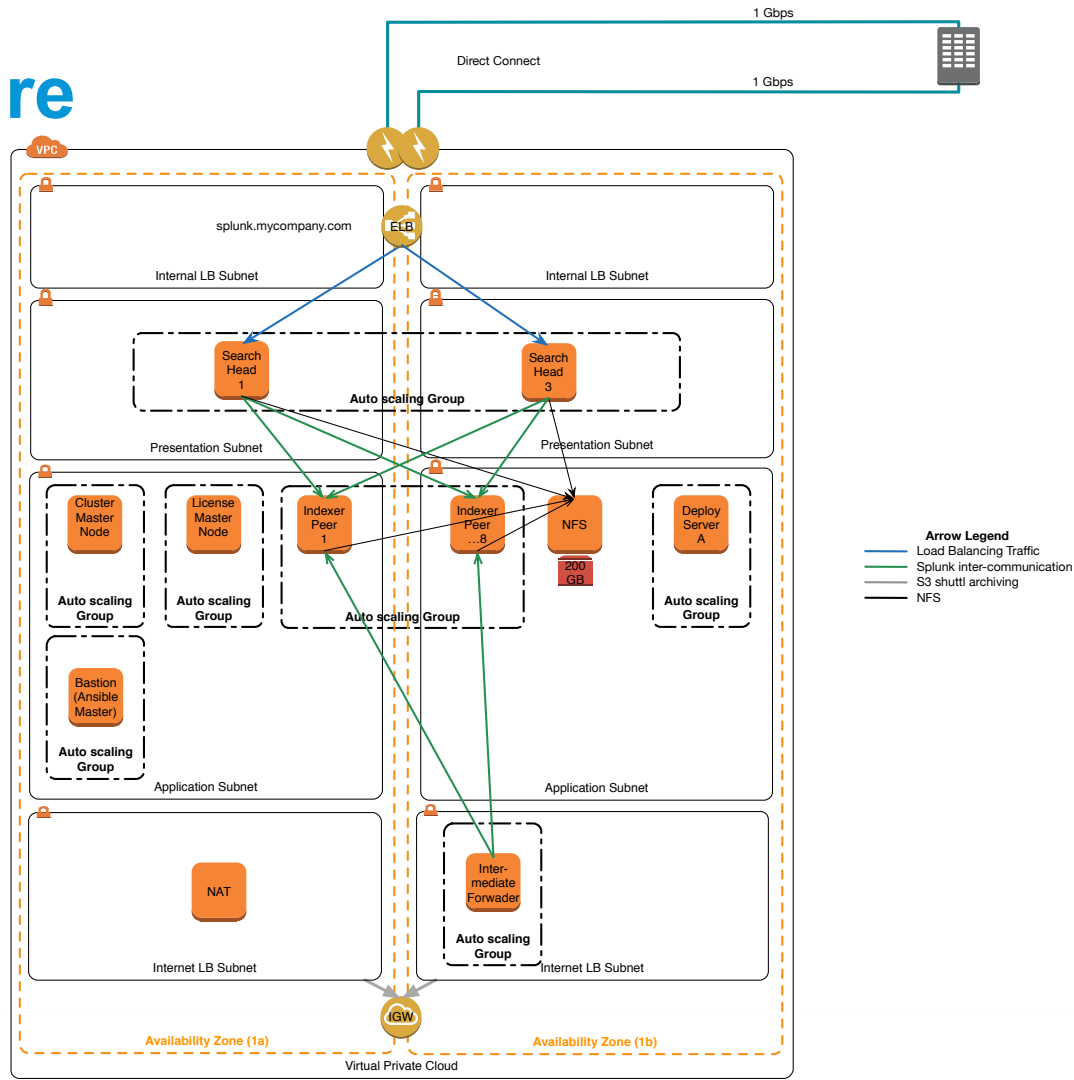 1 Gbps
Direct Connect
1 Gbps
re
VPC
splunk.mycompany.com
ELB
Internal LB Subnet
Internal LB Subnet
Search
Head
1
Search
Head
3
Auto scaling Group
Presentation Subnet
Presentation Subnet
Cluster
Master
Node
Auto scaling
Group
License
Master
Node
Auto scaling
Group
Indexer
Peer
1
Indexer
Peer
...8
Auto scaling Group
NFS
200
GB
Deploy
Server
A
Auto scaling
Group
Arrow Legend
Load Balancing Traffic
Splunk inter-communication
S3 shuttl archiving
NFS
Bastion
(Ansible
Master)
Auto scaling
Group
Application Subnet
Application Subnet
NAT
Inter-
mediate
Forwader
Auto scaling
Group
Internet LB Subnet
Internet LB Subnet
IGW
Availability Zone (1a)
Availability Zone (1b)
Virtual Private Cloud